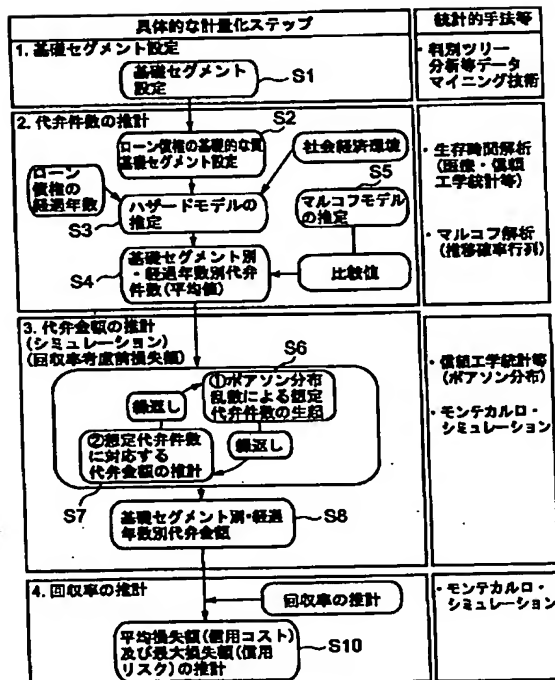 具体的な計量化ステップ
統計的手法等
1. 基礎セグメント設定
基礎セグメント
設定
S1
・判別ツリー
分析等データ
マイニング技術
2. 代弁件数の推計
S2
ローン債権の基礎的な質
基礎セグメント設定
社会経済環境
ローン
債権の
経過年数
S3
ハザードモデルの
推定
S5
マルコフモデル
の推定
S4
基礎セグメント別
・経過年数別代弁
件数(平均値)
比較値
・生存時間解析
(医療・信頼
工学統計等)
・マルコフ解析
(推移確率行列)
3. 代弁金額の推計
(シミュレーション)
(回収率考慮前損失額)
S6
①ポアソン分布
乱数による想定
代弁件数の生起
繰返し
②想定代弁件数
に対応する
代弁金額の推計
繰返し
S7
基礎セグメント別・経過
年数別代弁金額
S8
・信頼工学統計等
(ポアソン分布)
・モンテカルロ・
シミュレーション
4. 回収率の推計
回収率の推計
平均損失額(信用コスト)
及び最大損失額(信用
リスク)の推計
S10
・モンテカルロ・
シミュレーション